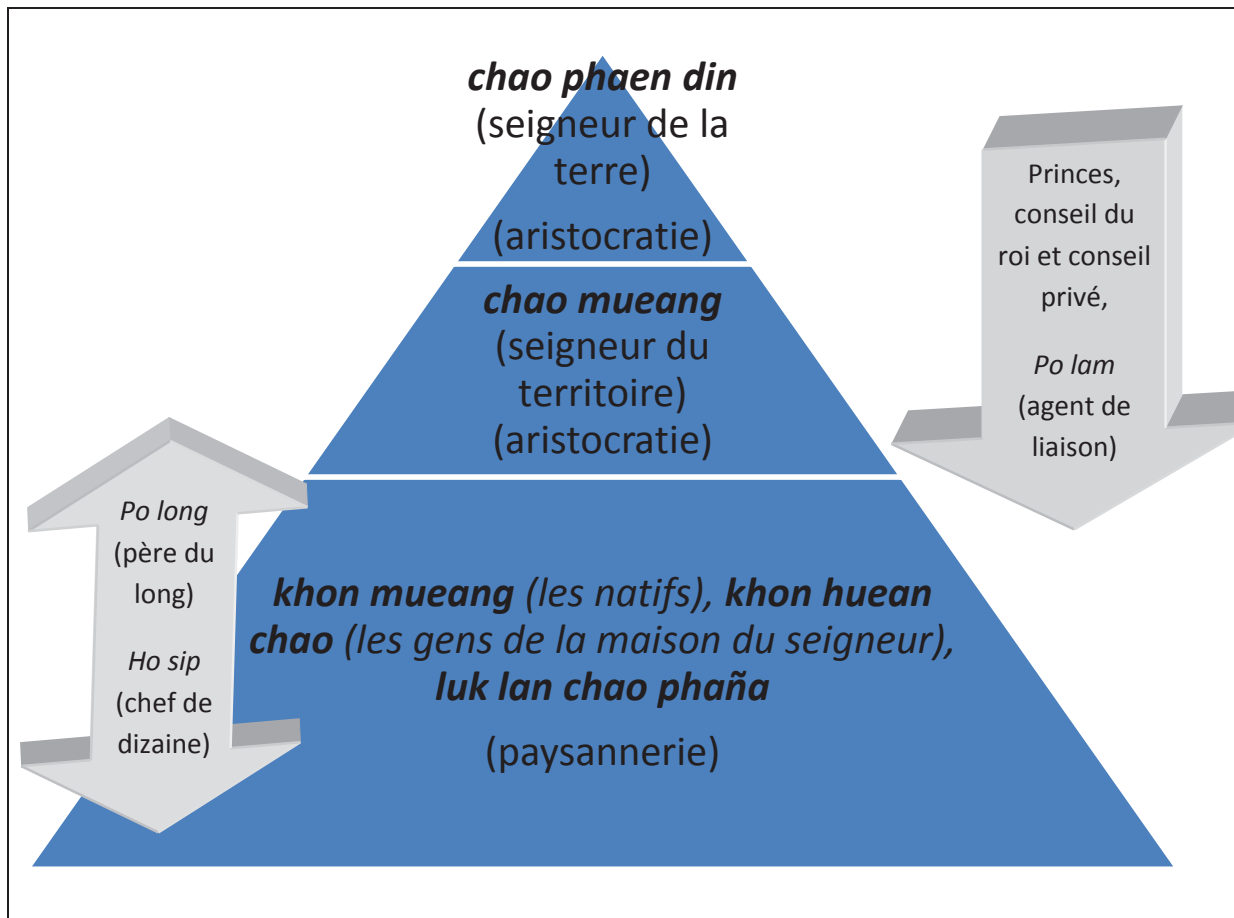 chao phaen din
(seigneur de la
terre)
(aristocratie)
chao mueang
(seigneur du
territoire)
(aristocratie)
khon mueang (les natifs), khon huean
chao (les gens de la maison du seigneur),
luk lan chao phaña
(paysannerie)
Po long
(père du
long)
Ho sip
(chef de
dizaine)
Princes,
conseil du
roi et conseil
privé,
Po lam
(agent de
liaison)